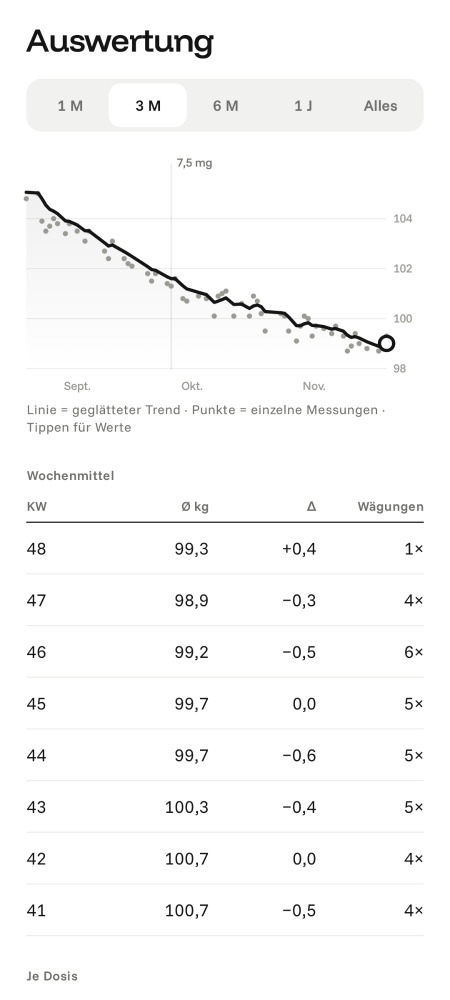 Auswertung
1 M 3 M 6 M 1 J Alles
7,5 mg
104
102
100
98
Sept. Okt. Nov.
Linie = geglätteter Trend · Punkte = einzelne Messungen ·
Tippen für Werte
Wochenmittel
KW Ø kg Δ Wägungen
48 99,3 +0,4 1×
47 98,9 −0,3 4×
46 99,2 −0,5 6×
45 99,7 0,0 5×
44 99,7 −0,6 5×
43 100,3 −0,4 5×
42 100,7 0,0 4×
41 100,7 −0,5 4×
Je Dosis